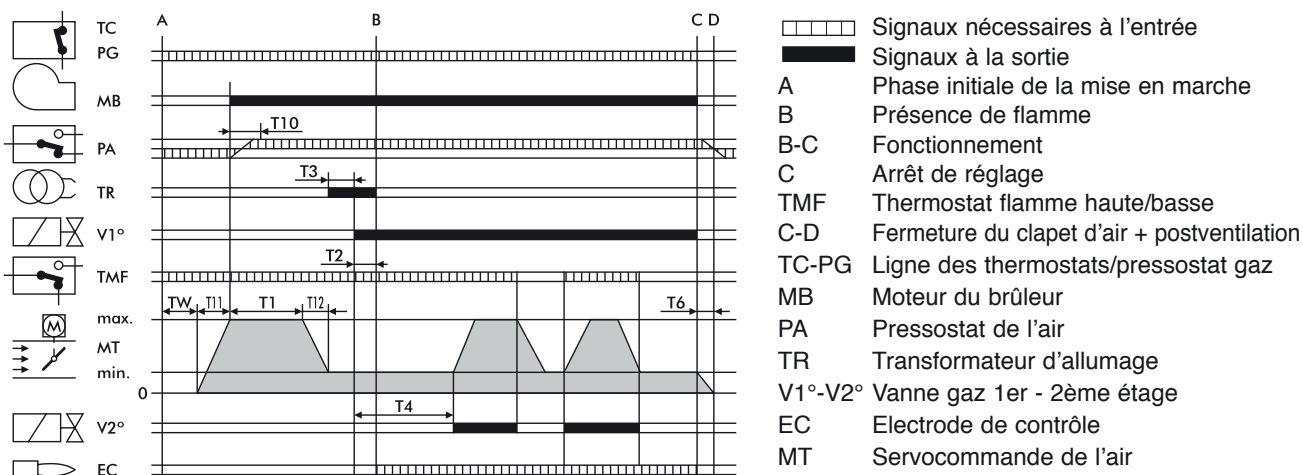 A B C D
TC
PG
MB
T10
PA
T3
TR
V1°
T2
TMF
TW T11 T1 T12 T6
max.
M
MT
min.
0
T4
V2°
EC
Signaux nécessaires à l'entrée
Signaux à la sortie
A Phase initiale de la mise en marche
B Présence de flamme
B-C Fonctionnement
C Arrêt de réglage
TMF Thermostat flamme haute/basse
C-D Fermeture du clapet d'air + postventilation
TC-PG Ligne des thermostats/pressostat gaz
MB Moteur du brûleur
PA Pressostat de l'air
TR Transformateur d'allumage
V1°-V2° Vanne gaz 1er - 2ème étage
EC Electrode de contrôle
MT Servocommande de l'air